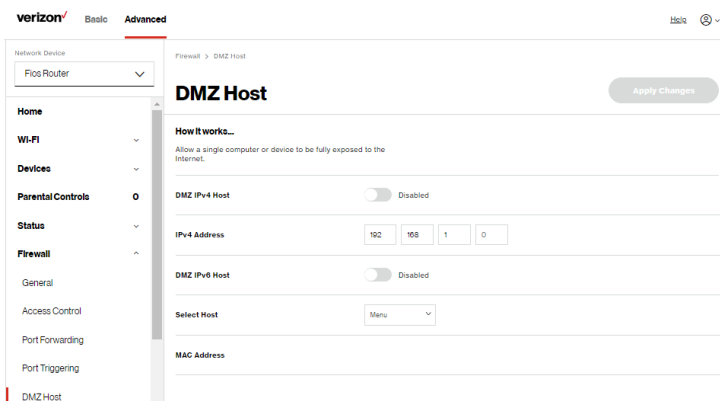 verizon✓ Basic Advanced Help
Network Device
Fios Router
Home
Wi-Fi
Devices
Parental Controls 0
Status
Firewall
General
Access Control
Port Forwarding
Port Triggering
DMZ Host
Firewall > DMZ Host
DMZ Host Apply Changes
How it works...
Allow a single computer or device to be fully exposed to the
Internet.
DMZ IPv4 Host Disabled
IPv4 Address 192 168 1 0
DMZ IPv6 Host Disabled
Select Host Menu
MAC Address